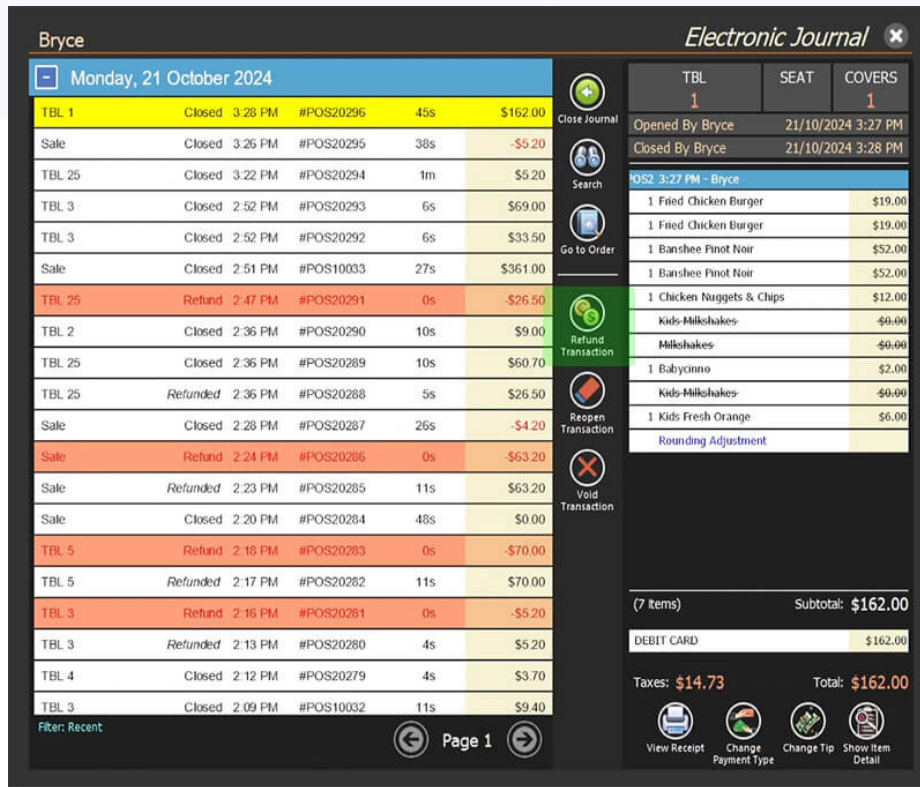 Bryce
Electronic Journal
- Monday, 21 October 2024
TBL 1 Closed 3:28 PM #POS20296 45s $162.00
Sale Closed 3:26 PM #POS20295 38s -$5.20
TBL 25 Closed 3:22 PM #POS20294 1m $5.20
TBL 3 Closed 2:52 PM #POS20293 6s $69.00
TBL 3 Closed 2:52 PM #POS20292 6s $33.50
Sale Closed 2:51 PM #POS10033 27s $361.00
TBL 25 Refund 2:47 PM #POS20291 0s -$26.50
TBL 2 Closed 2:36 PM #POS20290 10s $9.00
TBL 25 Closed 2:36 PM #POS20289 10s $60.70
TBL 25 Refunded 2:36 PM #POS20288 5s $26.50
Sale Closed 2:28 PM #POS20287 26s -$4.20
Sale Refund 2:24 PM #POS20286 0s -$63.20
Sale Refunded 2:23 PM #POS20285 11s $63.20
Sale Closed 2:20 PM #POS20284 48s $0.00
TBL 5 Refund 2:18 PM #POS20283 0s -$70.00
TBL 5 Refunded 2:17 PM #POS20282 11s $70.00
TBL 3 Refund 2:16 PM #POS20281 0s -$5.20
TBL 3 Refunded 2:13 PM #POS20280 4s $5.20
TBL 4 Closed 2:12 PM #POS20279 4s $3.70
TBL 3 Closed 2:09 PM #POS10032 11s $9.40
Filter: Recent
Page 1
Close Journal
Search
Go to Order
Refund
Transaction
Reopen
Transaction
Void
Transaction
TBL SEAT COVERS
1 1
Opened By Bryce 21/10/2024 3:27 PM
Closed By Bryce 21/10/2024 3:28 PM
POS2 3:27 PM - Bryce
1 Fried Chicken Burger $19.00
1 Fried Chicken Burger $19.00
1 Banshee Pinot Noir $52.00
1 Banshee Pinot Noir $52.00
1 Chicken Nuggets & Chips $12.00
Kids Milkshakes -$0.00
Milkshakes -$0.00
1 Babycinno $2.00
Kids Milkshakes -$0.00
1 Kids Fresh Orange $6.00
Rounding Adjustment
(7 Items) Subtotal: $162.00
DEBIT CARD $162.00
Taxes: $14.73 Total: $162.00
View Receipt
Change
Payment Type
Change Tip
Show Item
Detail